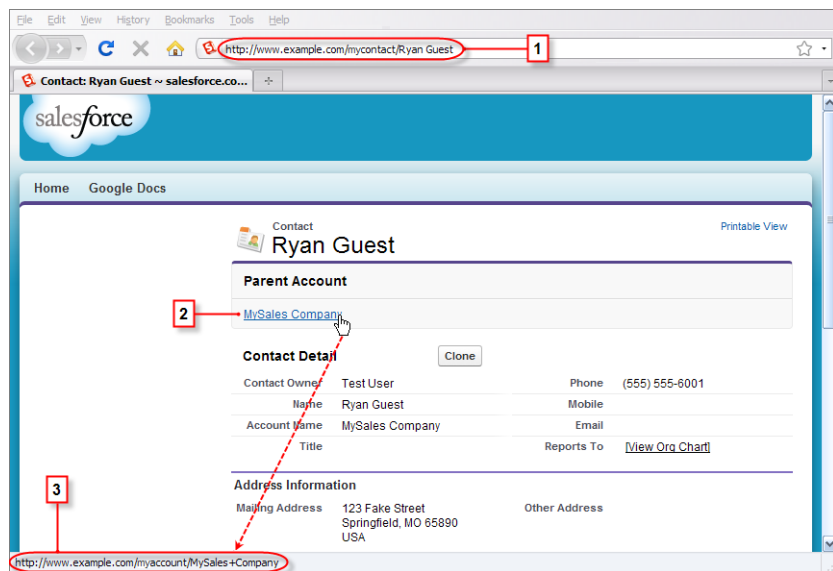 File Edit View History Bookmarks Tools Help
http://www.example.com/mycontact/Ryan Guest
1
Contact: Ryan Guest ~ salesforce.co...
salesforce
Home Google Docs
Contact
Ryan Guest
Printable View
Parent Account
2
MySales Company
Contact Detail
Clone
Contact Owner Test User Phone (555) 555-6001
Name Ryan Guest Mobile
Account Name MySales Company Email
Title Reports To [View Org Chart]
Address Information
3
Mailing Address 123 Fake Street Other Address
Springfield, MO 65890
USA
http://www.example.com/myaccount/MySales+Company